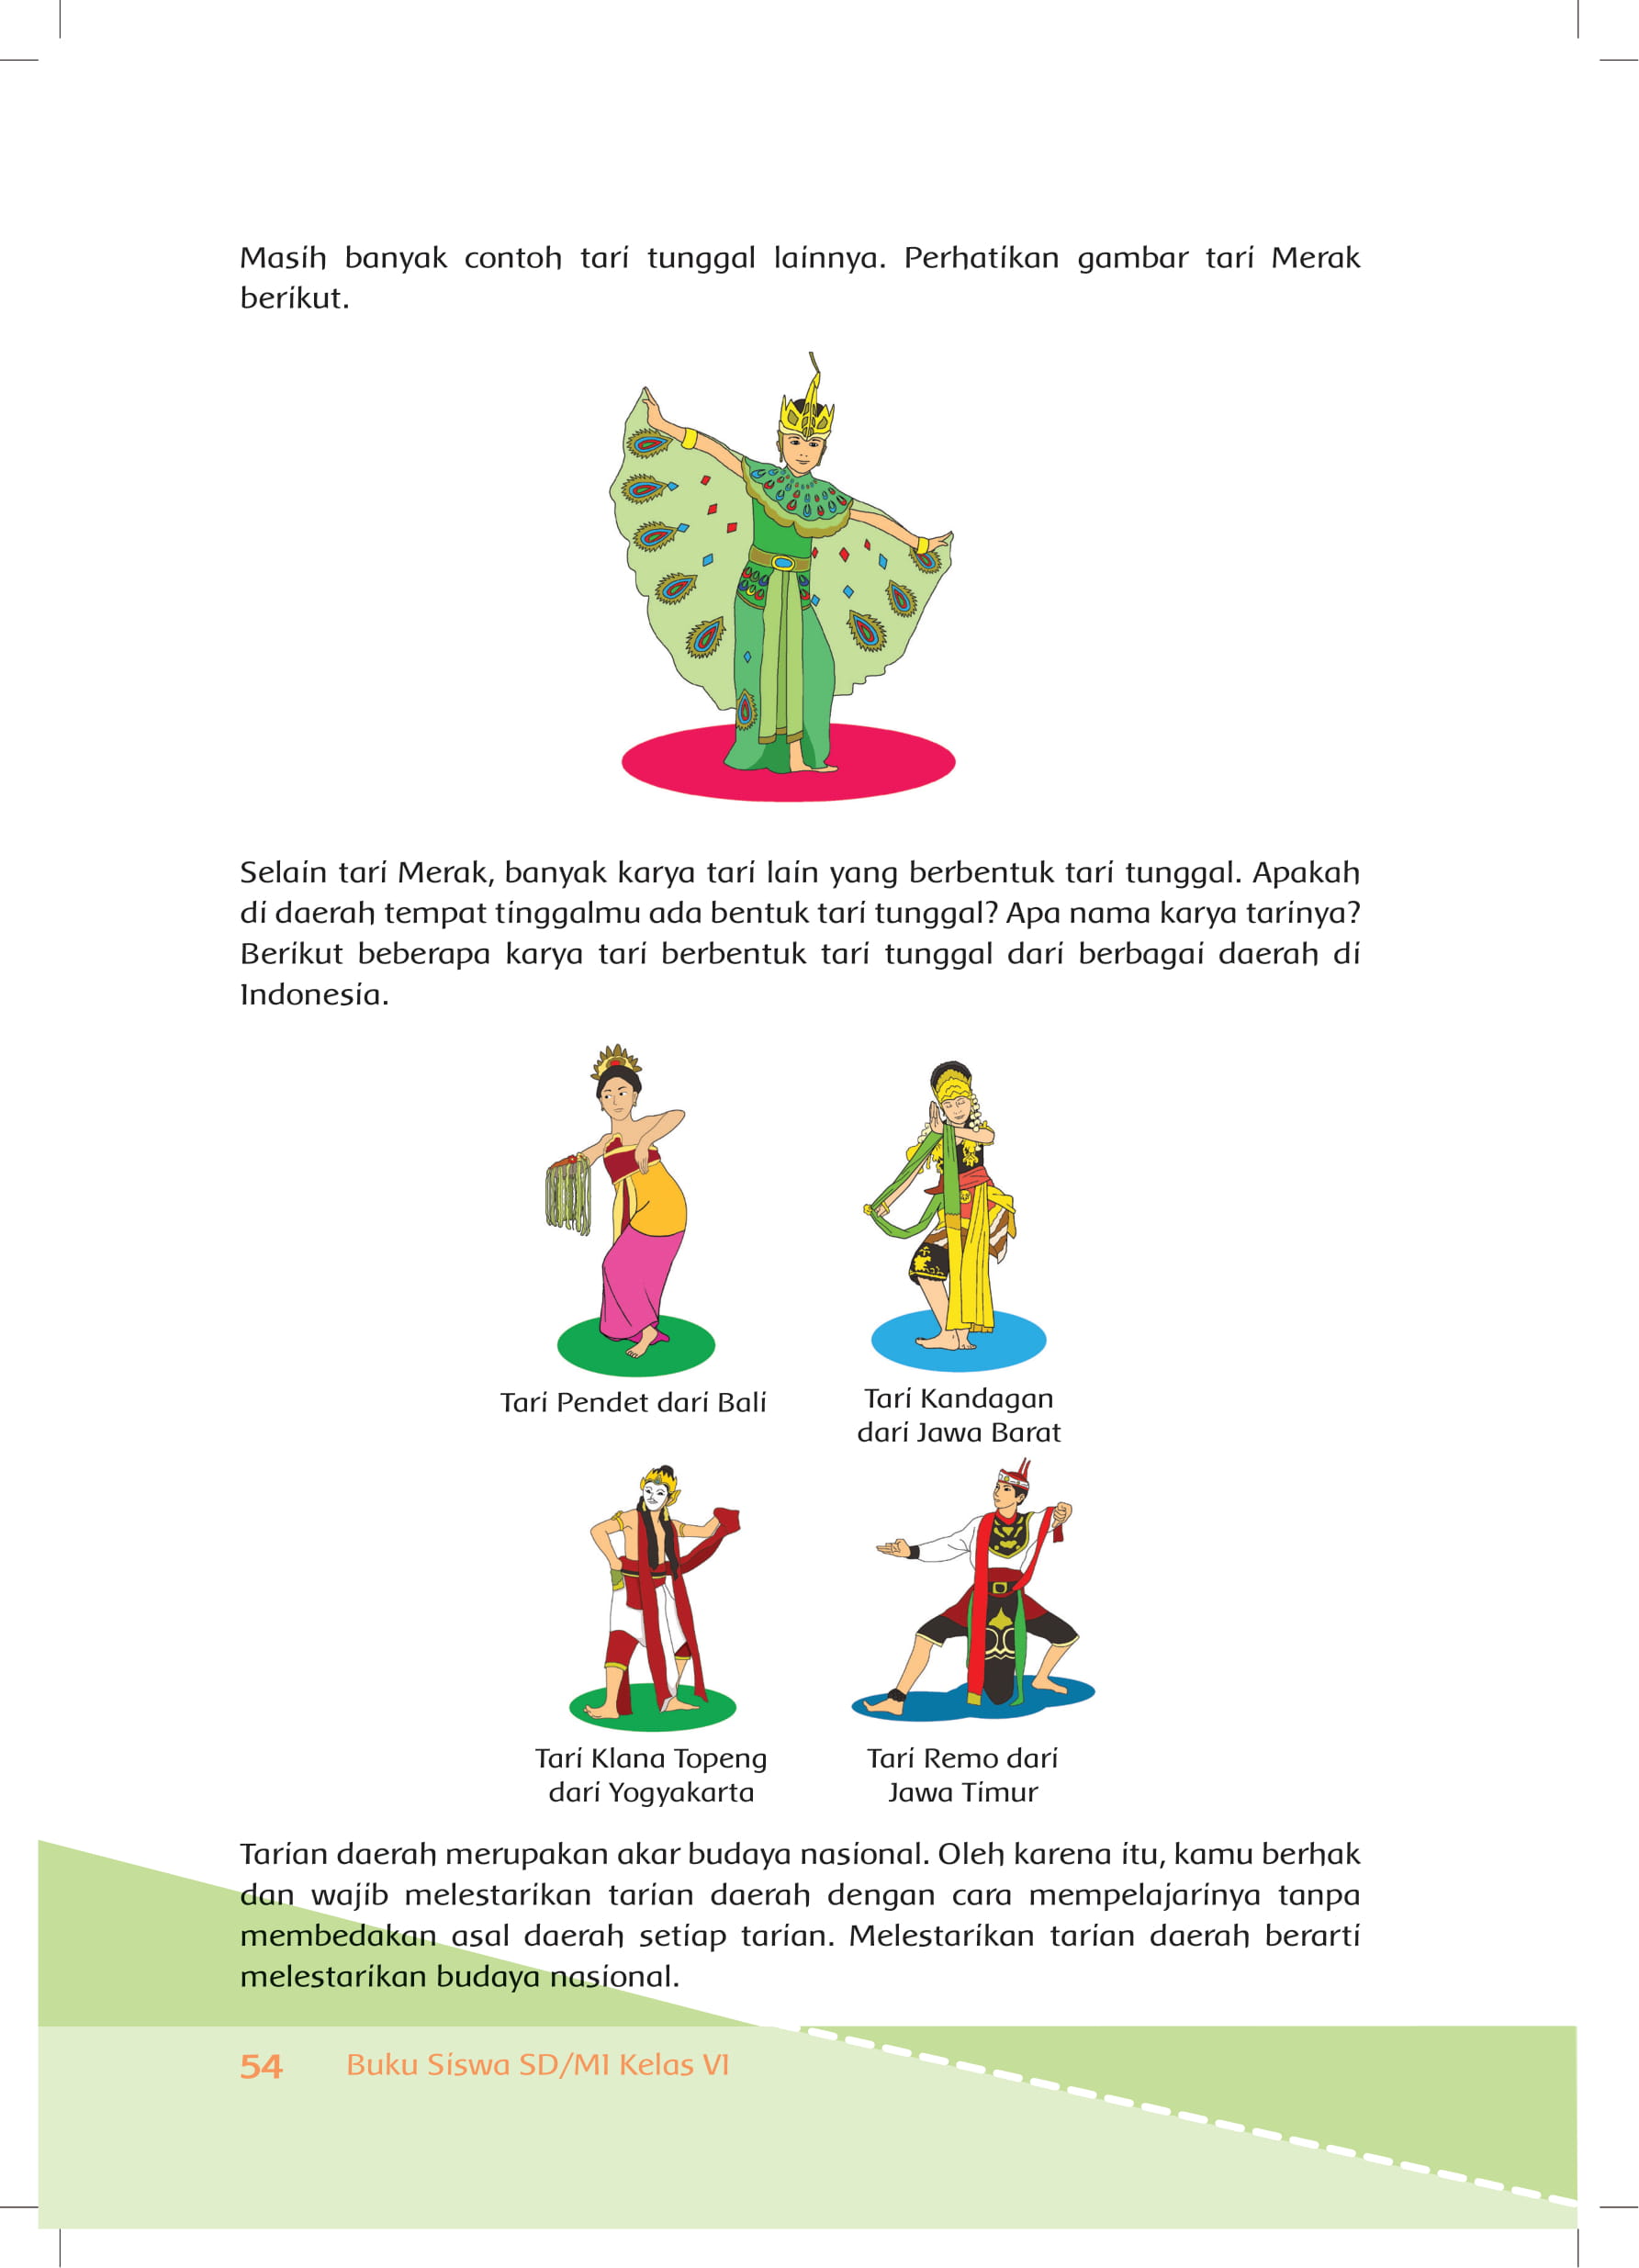 Masih banyak contoh tari tunggal lainnya. Perhatikan gambar tari Merak
berikut.
Selain tari Merak, banyak karya tari lain yang berbentuk tari tunggal. Apakah
di daerah tempat tinggalmu ada bentuk tari tunggal? Apa nama karya tarinya?
Berikut beberapa karya tari berbentuk tari tunggal dari berbagai daerah di
Indonesia.
Tari Pendet dari Bali
Tari Kandagan
dari Jawa Barat
Tari Klana Topeng
dari Yogyakarta
Tari Remo dari
Jawa Timur
Tarian daerah merupakan akar budaya nasional. Oleh karena itu, kamu berhak
dan wajib melestarikan tarian daerah dengan cara mempelajarinya tanpa
membedakan asal daerah setiap tarian. Melestarikan tarian daerah berarti
melestarikan budaya nasional.
54 Buku Siswa SD/MI Kelas VI